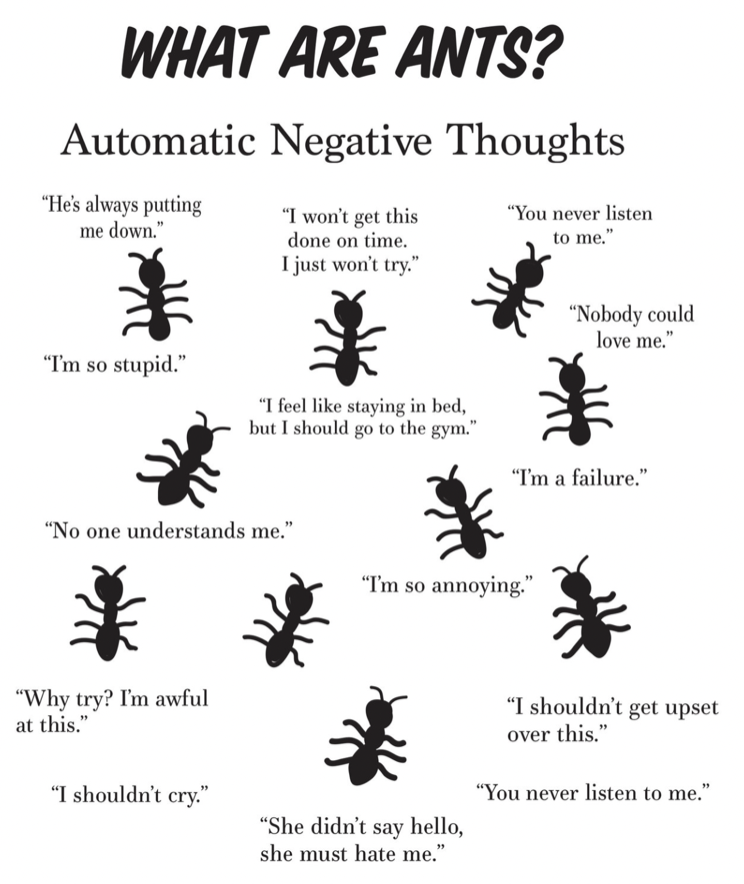 WHAT ARE ANTS?
Automatic Negative Thoughts
“He’s always putting
me down.”
“I won’t get this
done on time.
I just won’t try.”
“You never listen
to me.”
“Nobody could
love me.”
“I’m so stupid.”
“I feel like staying in bed,
but I should go to the gym.”
“I’m a failure.”
“No one understands me.”
“I’m so annoying.”
“Why try? I’m awful
at this.”
“I shouldn’t get upset
over this.”
“I shouldn’t cry.”
“You never listen to me.”
“She didn’t say hello,
she must hate me.”